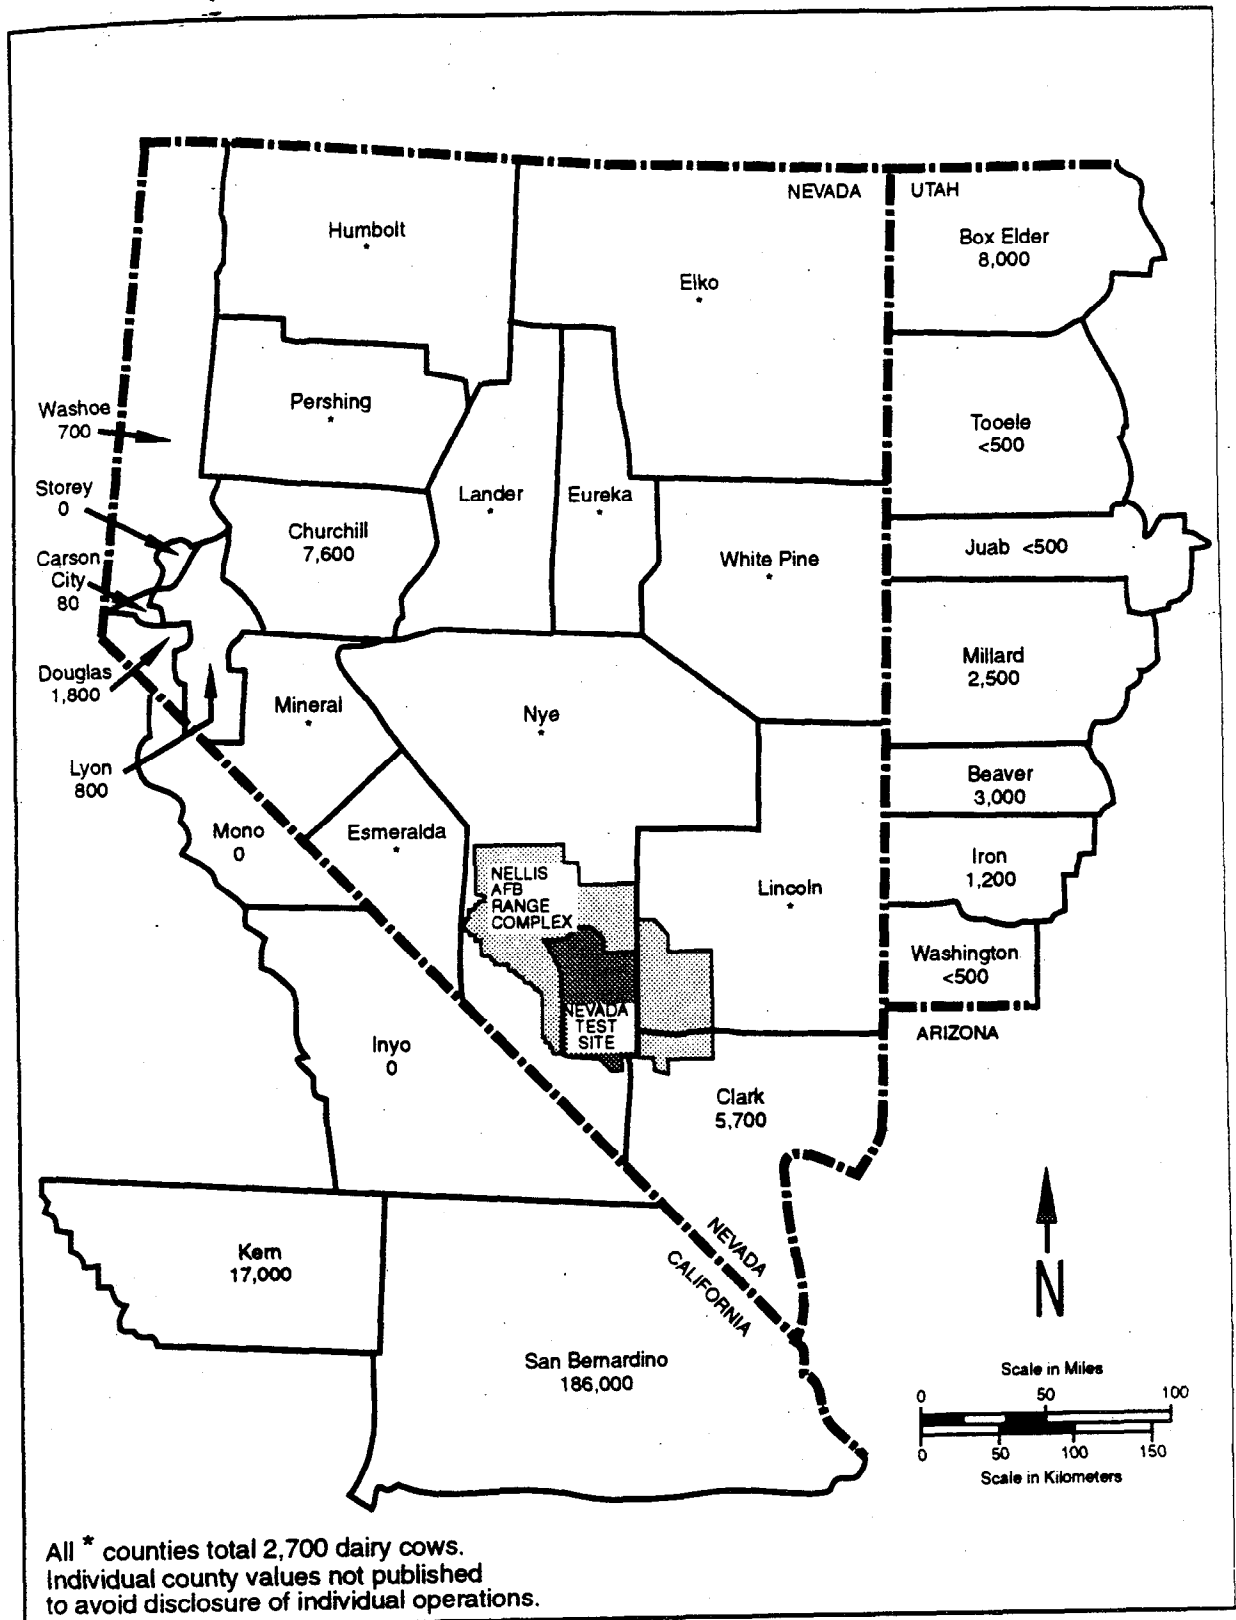 NEVADA
UTAH
Humbolt
*
Elko
*
Box Elder
8,000
Pershing
*
Washoe
700
Tooele
<500
Storey
0
Lander
*
Eureka
*
Churchill
7,600
Juab <500
White Pine
*
Carson
City
80
Millard
2,500
Douglas
1,800
Mineral
*
Nye
*
Lyon
800
Beaver
3,000
Mono
0
Esmeralda
*
Iron
1,200
NELLIS
AFB
RANGE
COMPLEX
Lincoln
*
Washington
<500
NEVADA
TEST
SITE
ARIZONA
Inyo
0
Clark
5,700
NEVADA
CALIFORNIA
Kern
17,000
N
San Bernardino
186,000
Scale in Miles
0 50 100
0 50 100 150
Scale in Kilometers
All * counties total 2,700 dairy cows.
Individual county values not published
to avoid disclosure of individual operations.